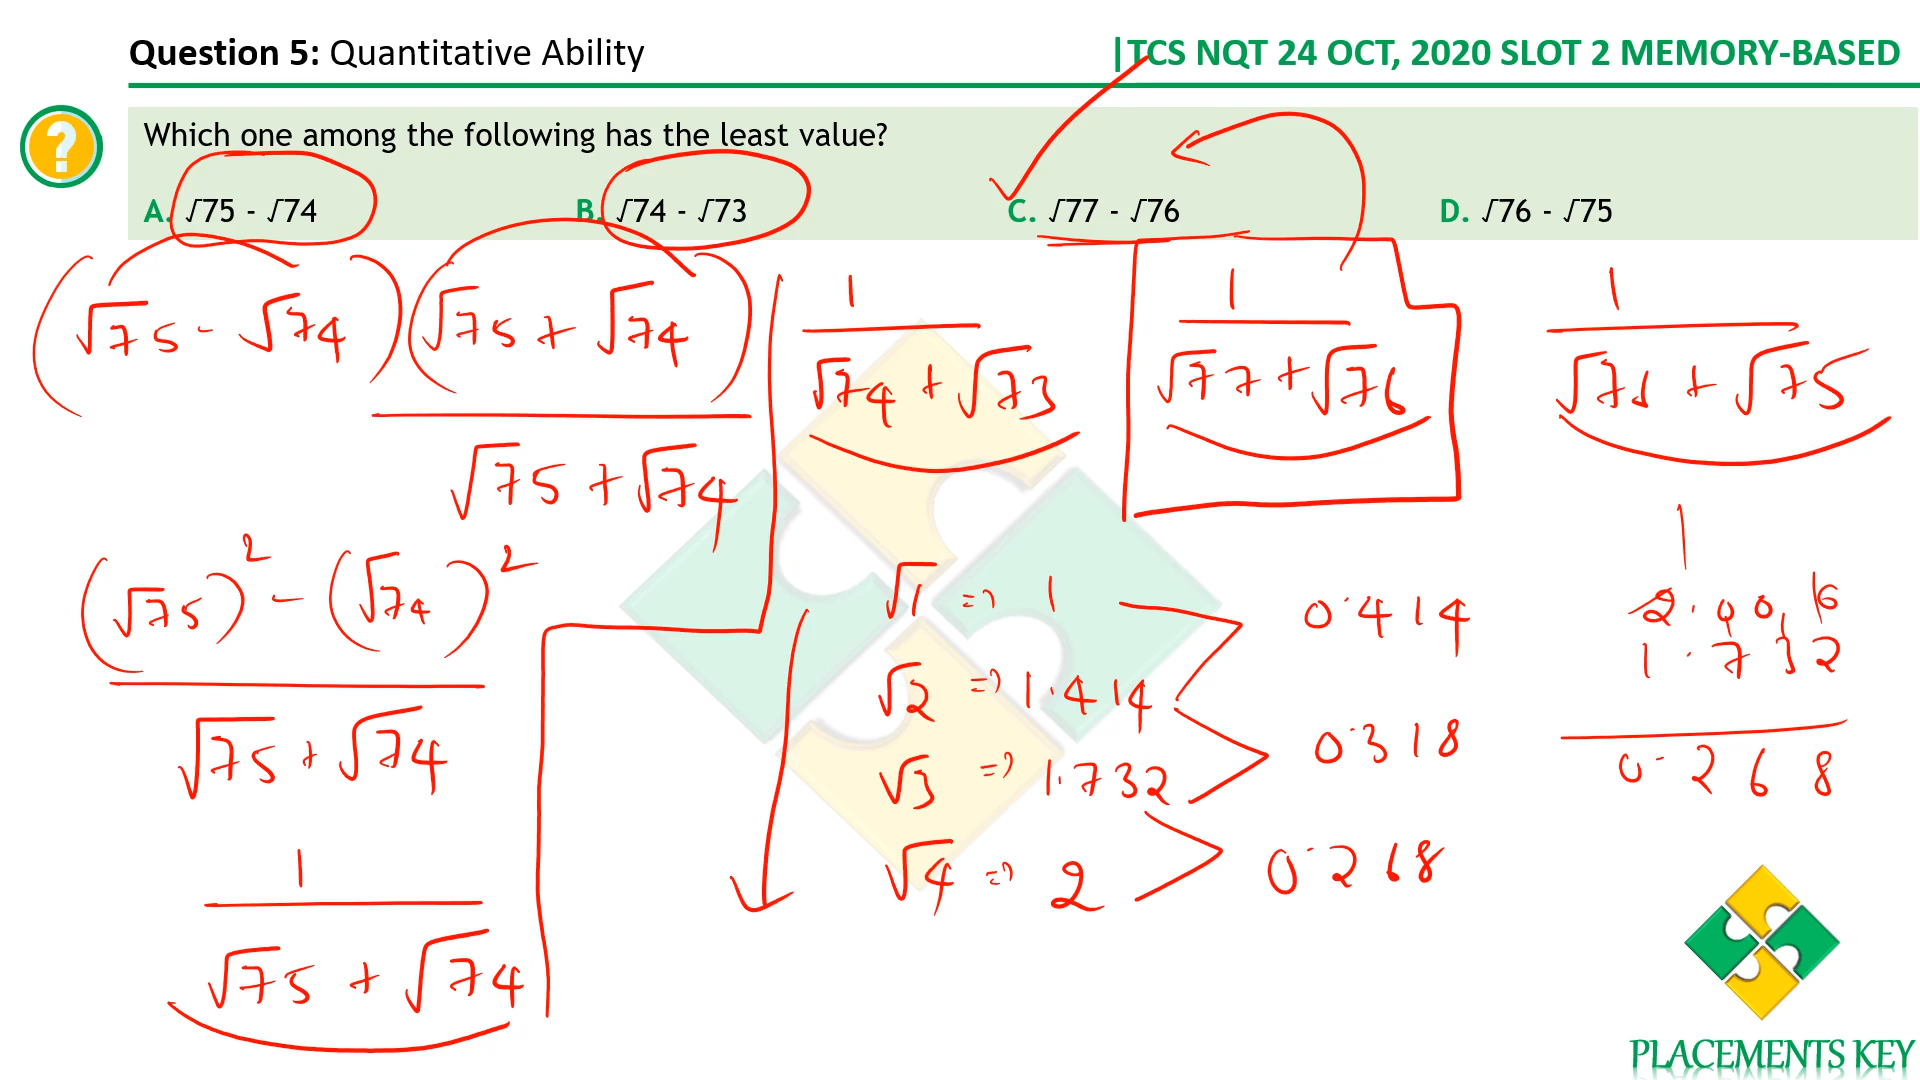 Question 5: Quantitative Ability
|TCS NQT 24 OCT, 2020 SLOT 2 MEMORY-BASED
?
Which one among the following has the least value?
A. √75 - √74
B. √74 - √73
C. √77 - √76
D. √76 - √75
(√75 - √74) (√75 + √74)
√75 + √74
(√75)² - (√74)²
√75 + √74
1
√75 + √74
1
√74 + √73
1
√77 + √76
1
√76 + √75
√1 => 1
√2 => 1.414
√3 => 1.732
√4 => 2
0.414
0.318
0.268
1.732
0.268
PLACEMENTS KEY